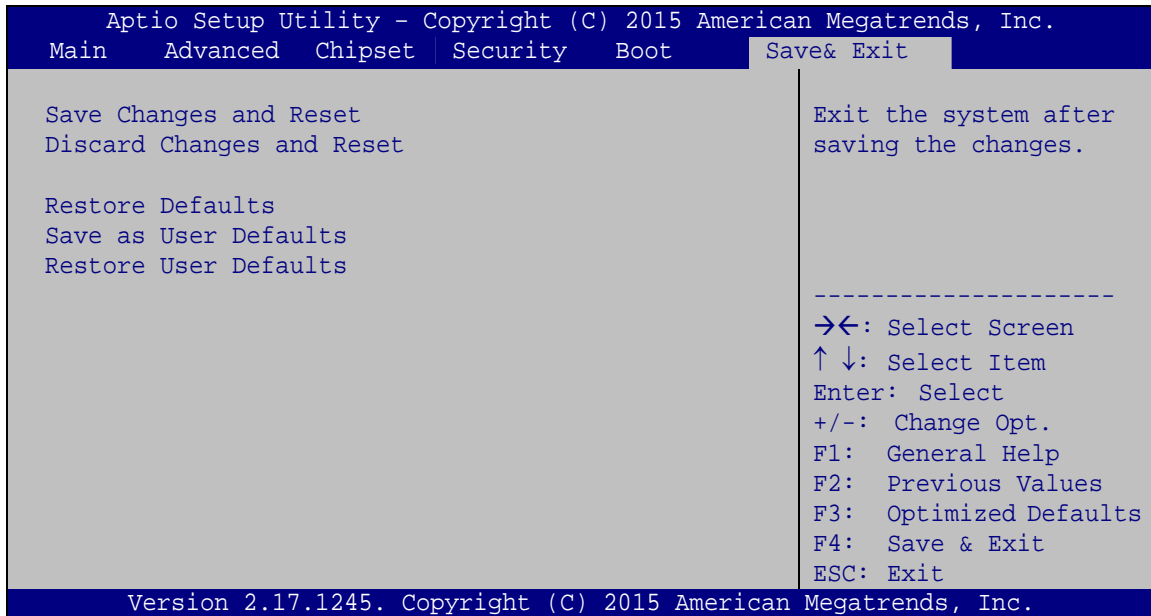 Aptio Setup Utility – Copyright (C) 2015 American Megatrends, Inc.
Main Advanced Chipset Security Boot Save& Exit
Save Changes and Reset
Discard Changes and Reset
Restore Defaults
Save as User Defaults
Restore User Defaults
Exit the system after
saving the changes.
---------------------
→←: Select Screen
↑ ↓: Select Item
Enter: Select
+/-: Change Opt.
F1: General Help
F2: Previous Values
F3: Optimized Defaults
F4: Save & Exit
ESC: Exit
Version 2.17.1245. Copyright (C) 2015 American Megatrends, Inc.